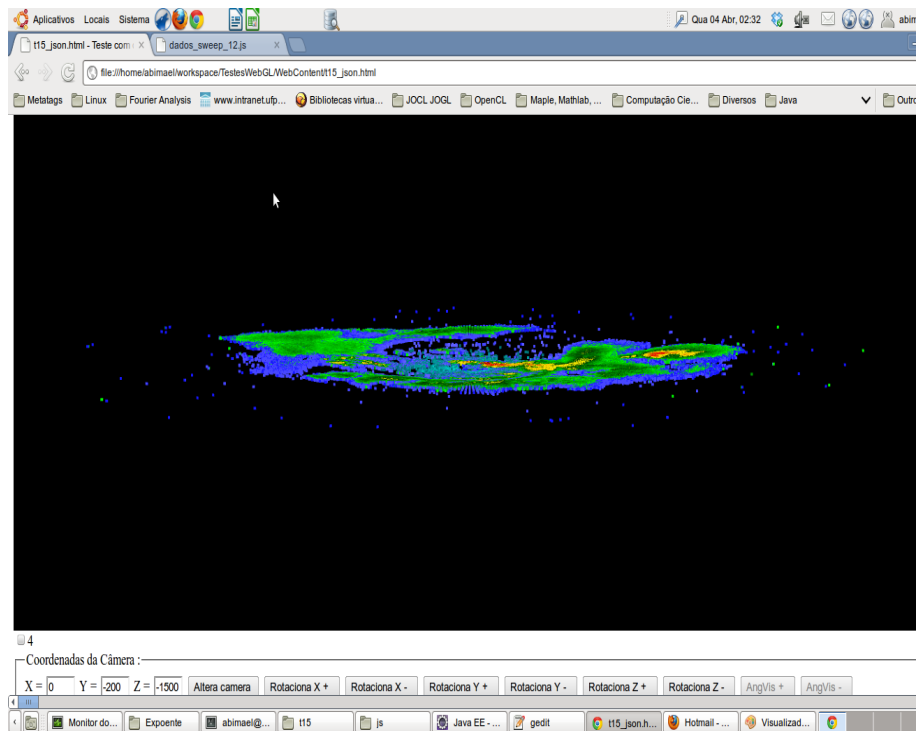 Aplicativos Locais Sistema Qua 04 Abr, 02:32 abim
t15_json.html - Teste com dados_sweep_12.js
file:///home/abimael/workspace/TestesWebGL/WebContent/t15_json.html
Metatags Linux Fourier Analysis www.intranet.ufp... Bibliotecas virtua... JOCL JOGL OpenCL Maple, Mathlab, ... Computação Cie... Diversos Java Outro
4
Coordenadas da Câmera :
X = 0 Y = -200 Z = -1500 Altera camera Rotaciona X + Rotaciona X - Rotaciona Y + Rotaciona Y - Rotaciona Z + Rotaciona Z - AngVis + AngVis -
Monitor do... Expoente abimael@... t15 js Java EE - ... gedit t15_json.h... Hotmail - ... Visualizad...